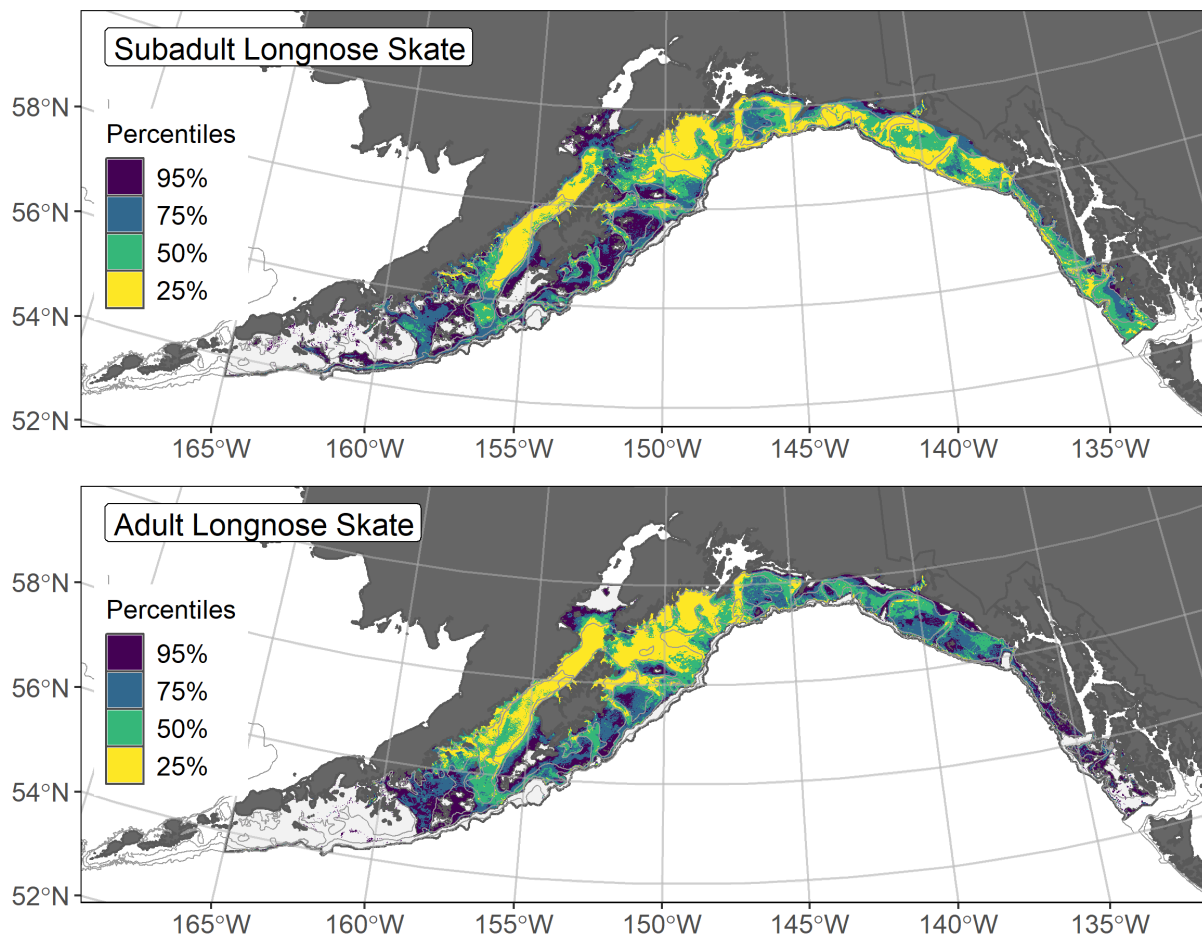 Subadult Longnose Skate
58°N
56°N
54°N
52°N
Percentiles
95%
75%
50%
25%
165°W
160°W
155°W
150°W
145°W
140°W
135°W
Adult Longnose Skate
58°N
56°N
54°N
52°N
Percentiles
95%
75%
50%
25%
165°W
160°W
155°W
150°W
145°W
140°W
135°W